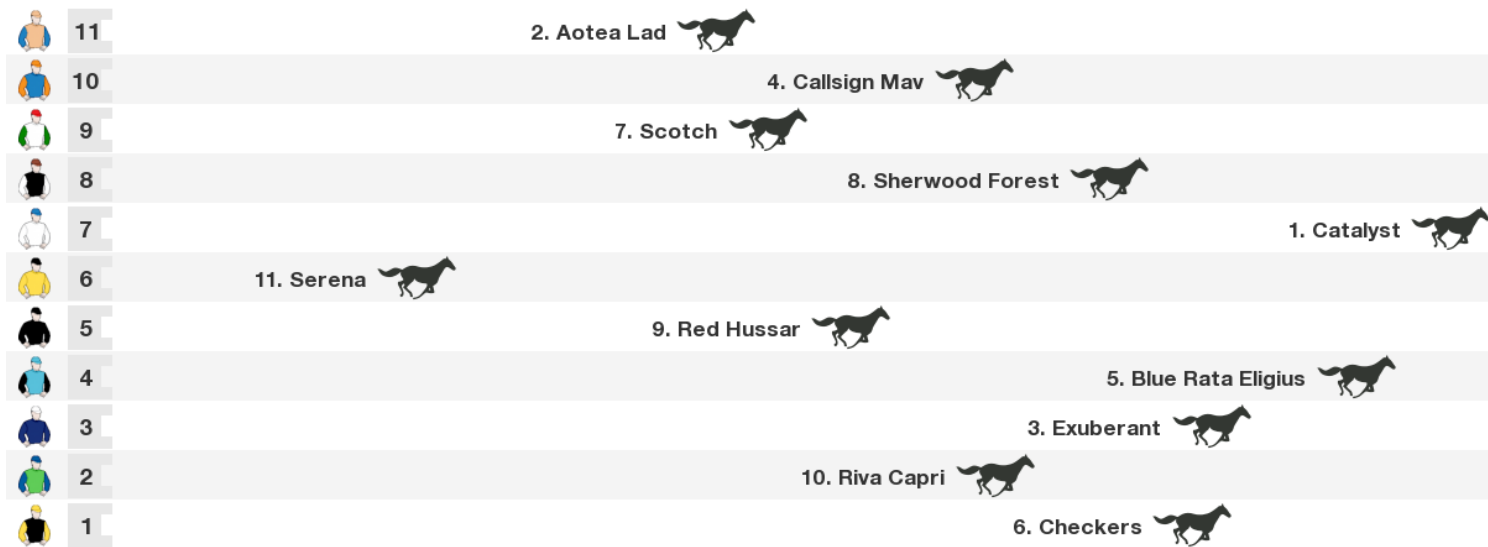 11 2. Aotea Lad
10 4. Callsign Mav
9 7. Scotch
8 8. Sherwood Forest
7 1. Catalyst
6 11. Serena
5 9. Red Hussar
4 5. Blue Rata Eligius
3 3. Exuberant
2 10. Riva Capri
1 6. Checkers